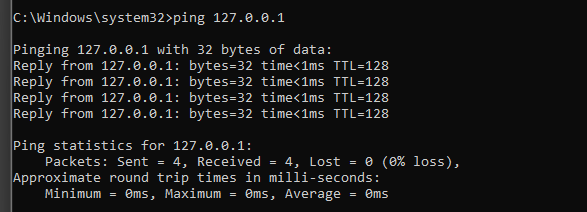 C:\Windows\system32>ping 127.0.0.1
Pinging 127.0.0.1 with 32 bytes of data:
Reply from 127.0.0.1: bytes=32 time<1ms TTL=128
Reply from 127.0.0.1: bytes=32 time<1ms TTL=128
Reply from 127.0.0.1: bytes=32 time<1ms TTL=128
Reply from 127.0.0.1: bytes=32 time<1ms TTL=128
Ping statistics for 127.0.0.1:
    Packets: Sent = 4, Received = 4, Lost = 0 (0% loss),
Approximate round trip times in milli-seconds:
    Minimum = 0ms, Maximum = 0ms, Average = 0ms